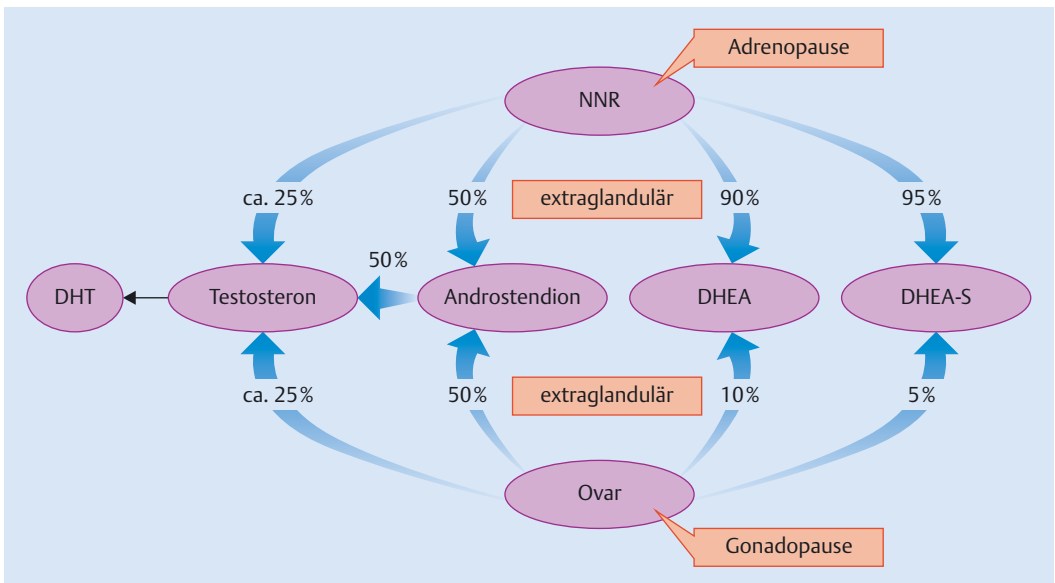 Adrenopause
NNR
ca. 25%
50%
extraglandulär
90%
95%
50%
DHT
Testosteron
Androstendion
DHEA
DHEA-S
ca. 25%
50%
extraglandulär
10%
5%
Ovar
Gonadopause